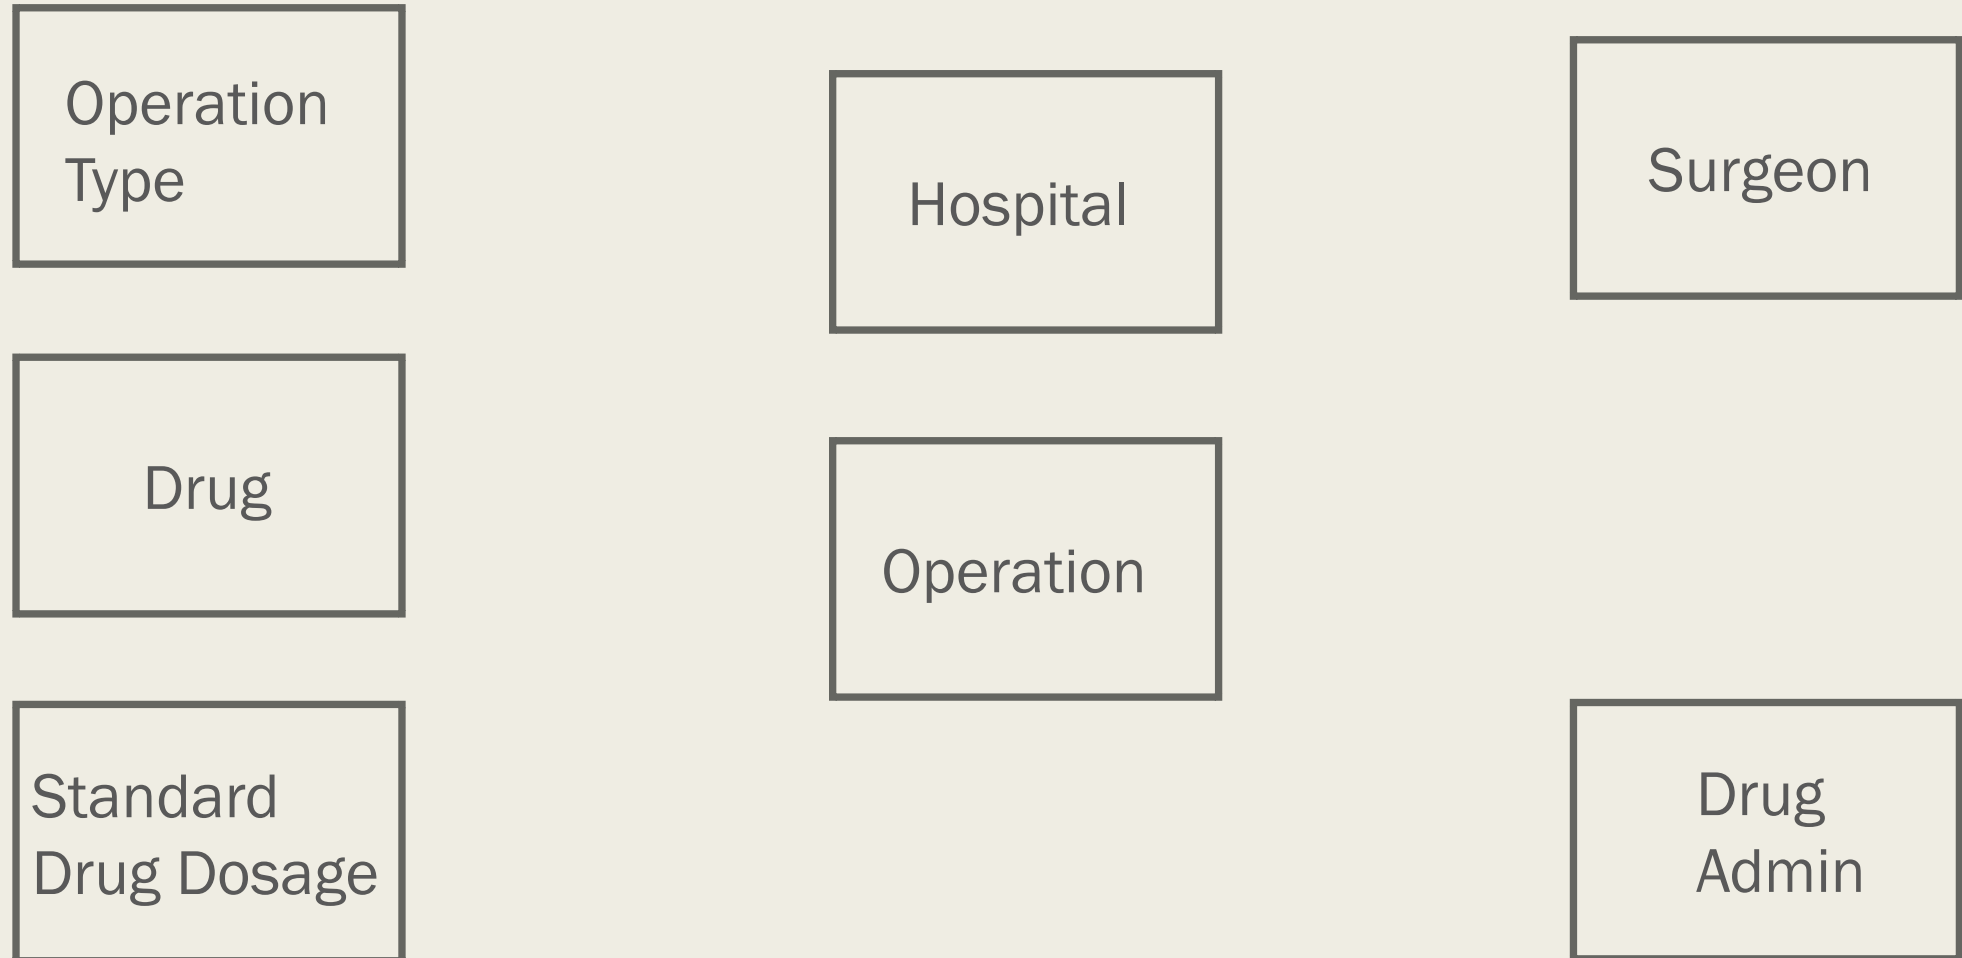 Operation
Type
Hospital
Surgeon
Drug
Operation
Standard
Drug Dosage
Drug
Admin